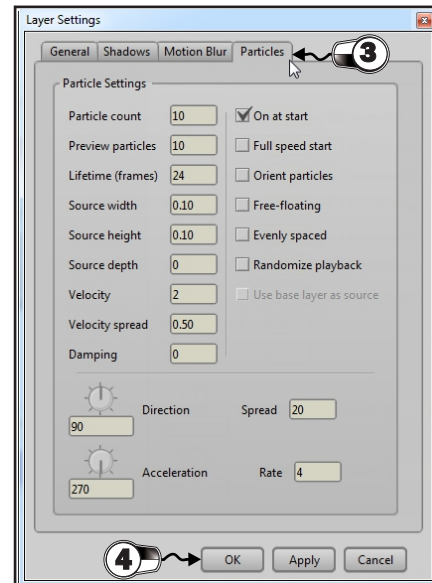 Layer Settings
General Shadows Motion Blur Particles
3
Particle Settings
Particle count 10 On at start
Preview particles 10 Full speed start
Lifetime (frames) 24 Orient particles
Source width 0.10 Free-floating
Source height 0.10 Evenly spaced
Source depth 0 Randomize playback
Velocity 2 Use base layer as source
Velocity spread 0.50
Damping 0
Direction Spread 20
90
Acceleration Rate 4
270
4 OK Apply Cancel